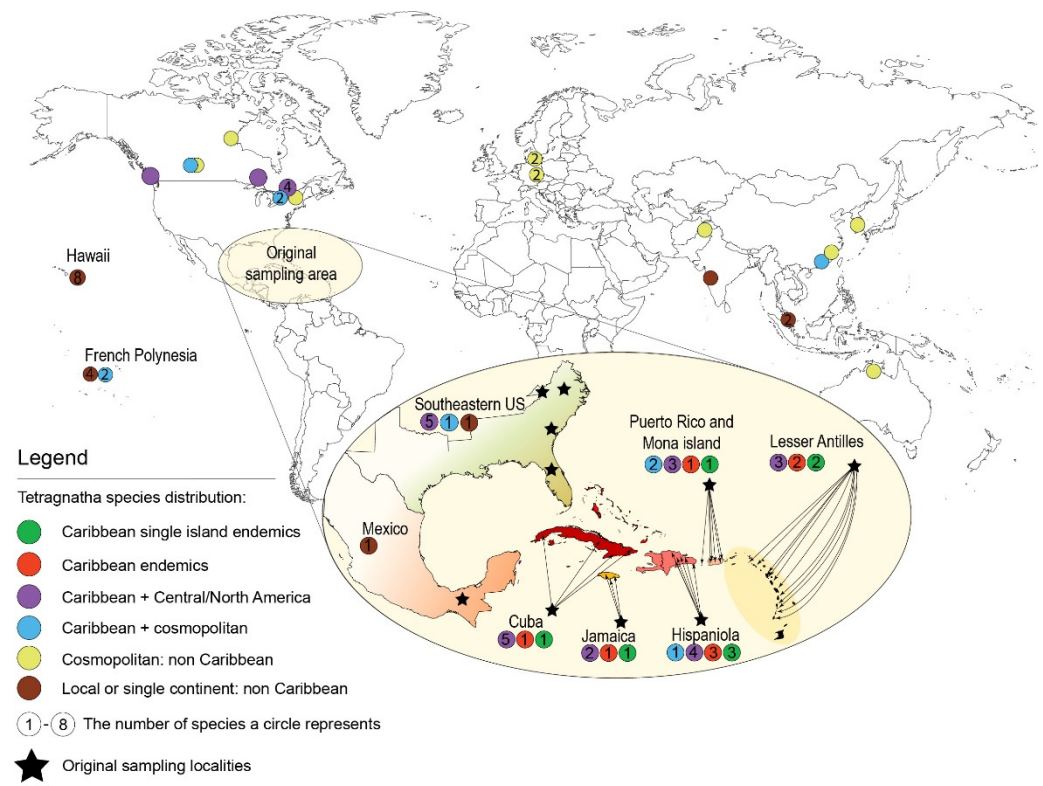 2
2
4
2
Hawaii
8
Original
sampling area
2
French Polynesia
4 2
Southeastern US
5 1 1
Puerto Rico and
Mona island
2 3 1 1
Lesser Antilles
3 2 2
Mexico
1
Cuba
5 1 1
Jamaica
2 1 1
Hispaniola
1 4 3 3
Legend
Tetragnatha species distribution:
Caribbean single island endemics
Caribbean endemics
Caribbean + Central/North America
Caribbean + cosmopolitan
Cosmopolitan: non Caribbean
Local or single continent: non Caribbean
1 - 8 The number of species a circle represents
Original sampling localities